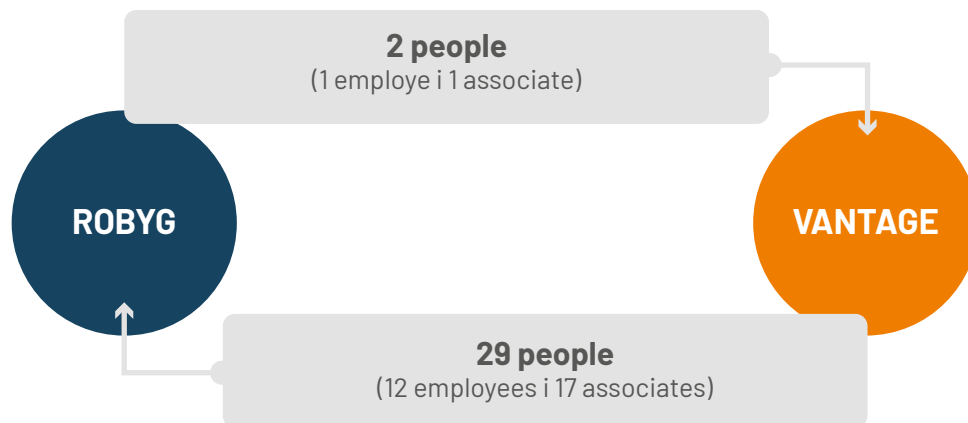 2 people
(1 employe i 1 associate)
ROBYG
VANTAGE
29 people
(12 employees i 17 associates)